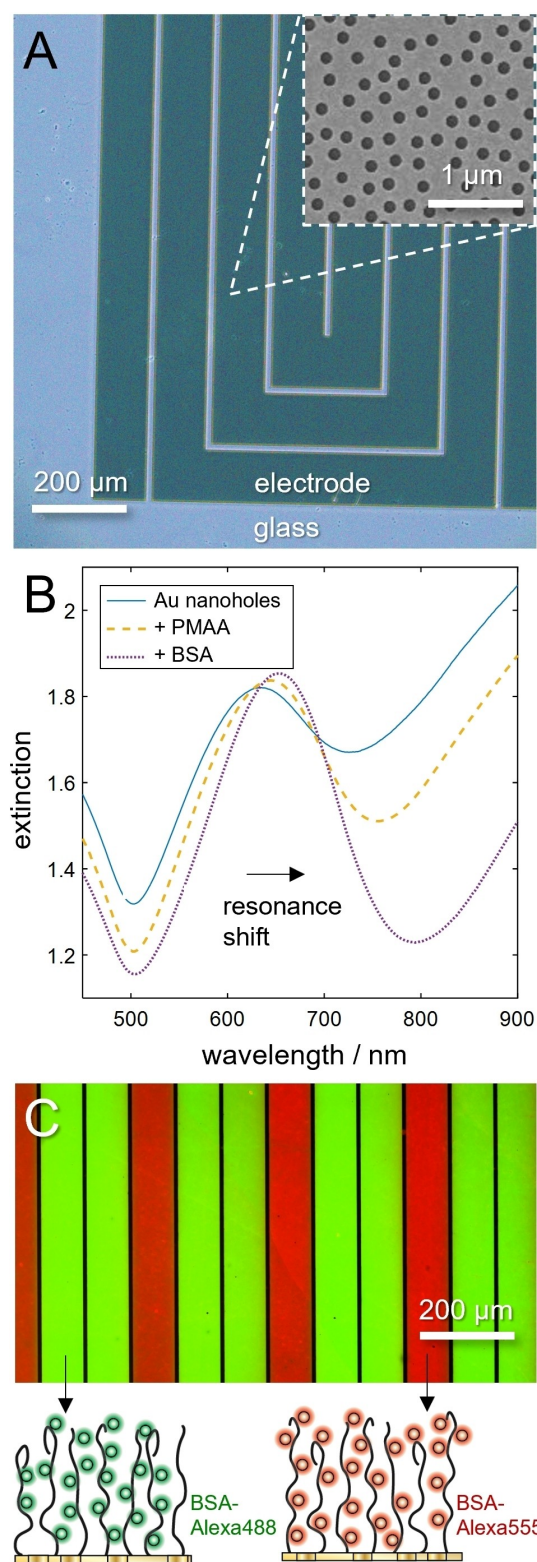 A
1 µm
200 µm
electrode
glass
B
Au nanoholes
+ PMAA
+ BSA
2
1.8
1.6
1.4
1.2
extinction
resonance
shift
500
600
700
800
900
wavelength / nm
C
200 µm
BSA-
Alexa488
BSA-
Alexa555